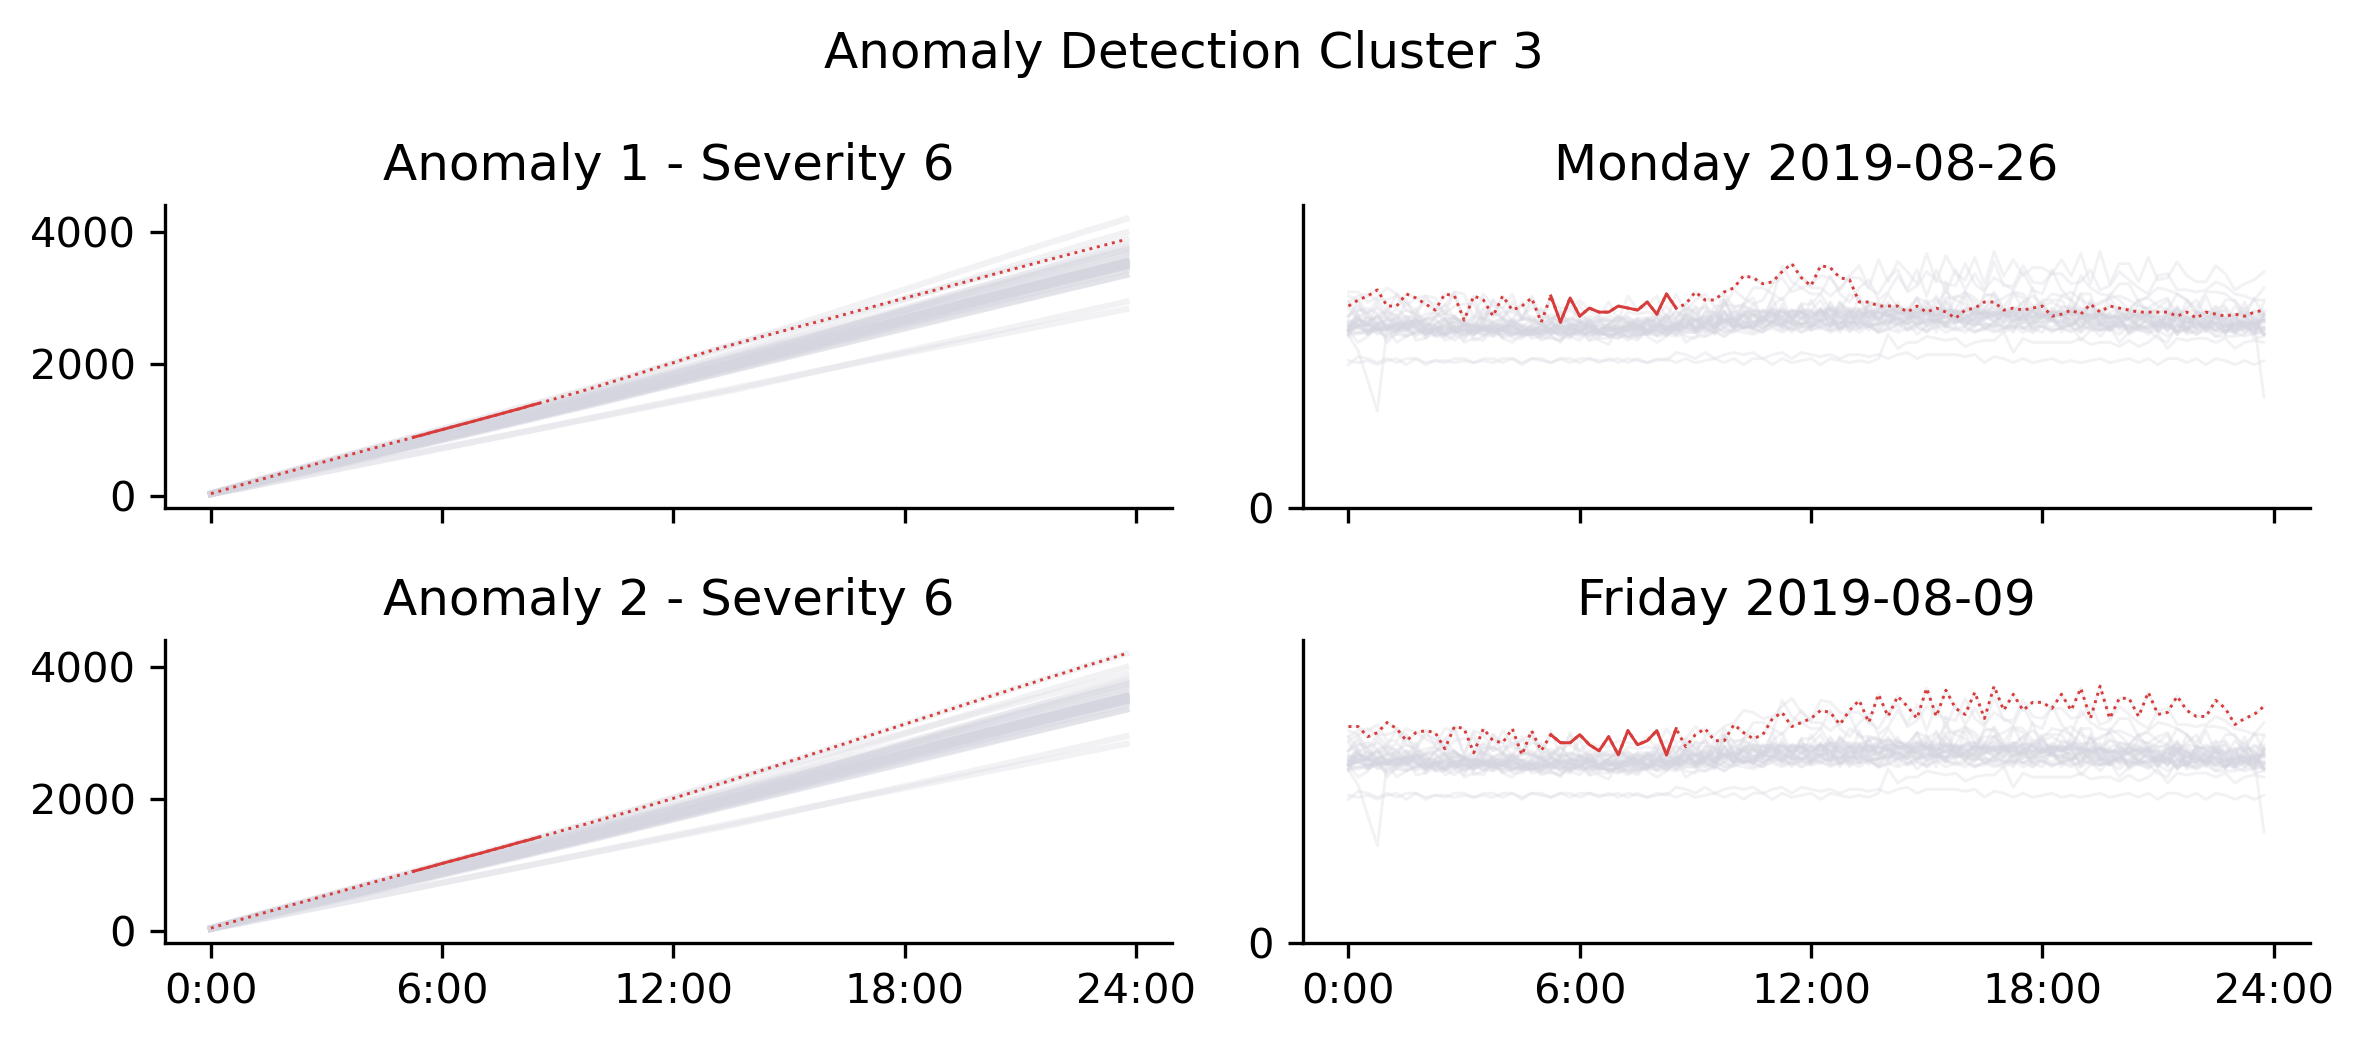 Anomaly Detection Cluster 3
Anomaly 1 - Severity 6
4000
2000
0
Monday 2019-08-26
0
Anomaly 2 - Severity 6
4000
2000
0
0:00 6:00 12:00 18:00 24:00
Friday 2019-08-09
0
0:00 6:00 12:00 18:00 24:00